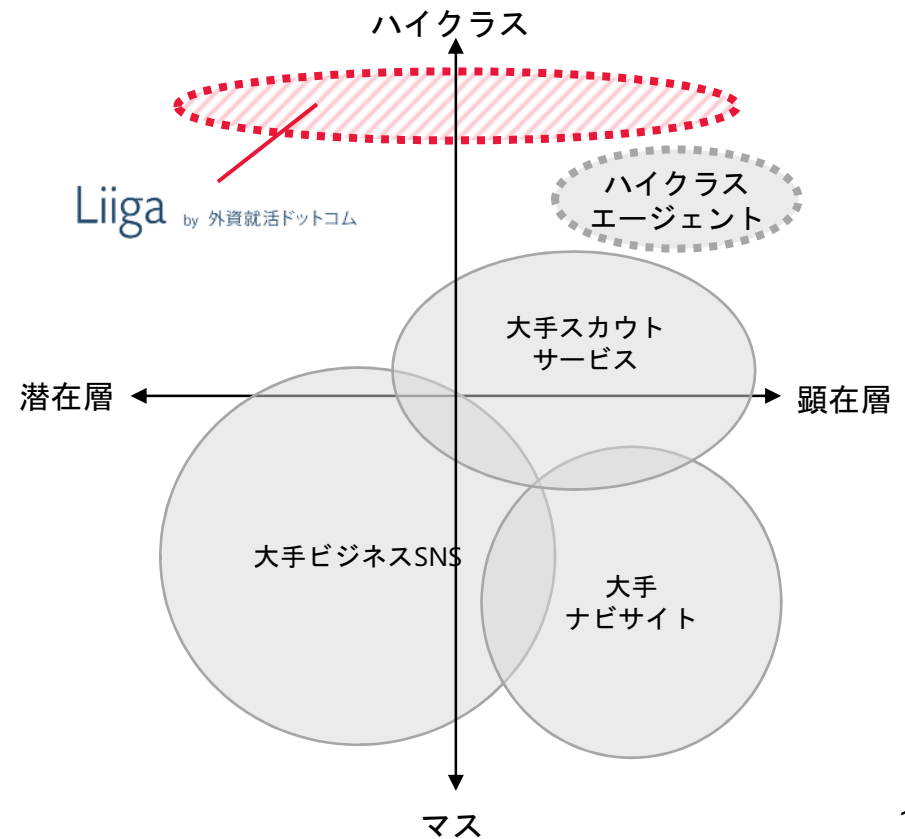 ハイクラス
Liiga by 外資就活ドットコム
ハイクラス
エージェント
大手スカウト
サービス
潜在層
顕在層
大手ビジネスSNS
大手
ナビサイト
マス